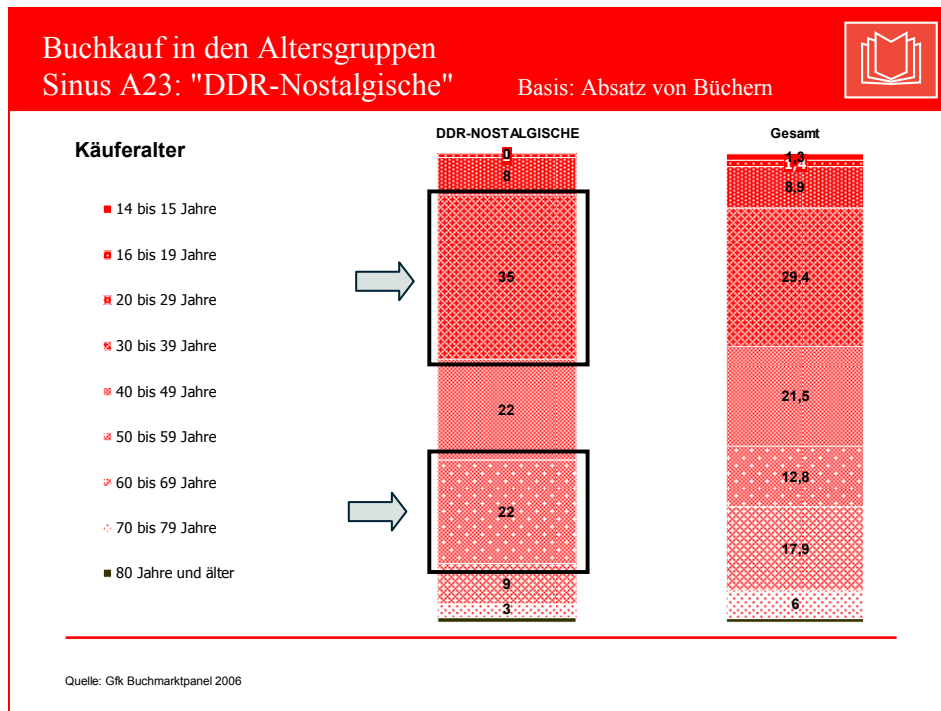 Buchkauf in den Altersgruppen
Sinus A23: "DDR-Nostalgische" Basis: Absatz von Büchern
Käuferalter
14 bis 15 Jahre
16 bis 19 Jahre
20 bis 29 Jahre
30 bis 39 Jahre
40 bis 49 Jahre
50 bis 59 Jahre
60 bis 69 Jahre
70 bis 79 Jahre
80 Jahre und älter
DDR-NOSTALGISCHE
0
8
35
22
22
9
3
Gesamt
1,3
1,4
8,9
29,4
21,5
12,8
17,9
6
Quelle: Gfk Buchmarktpanel 2006